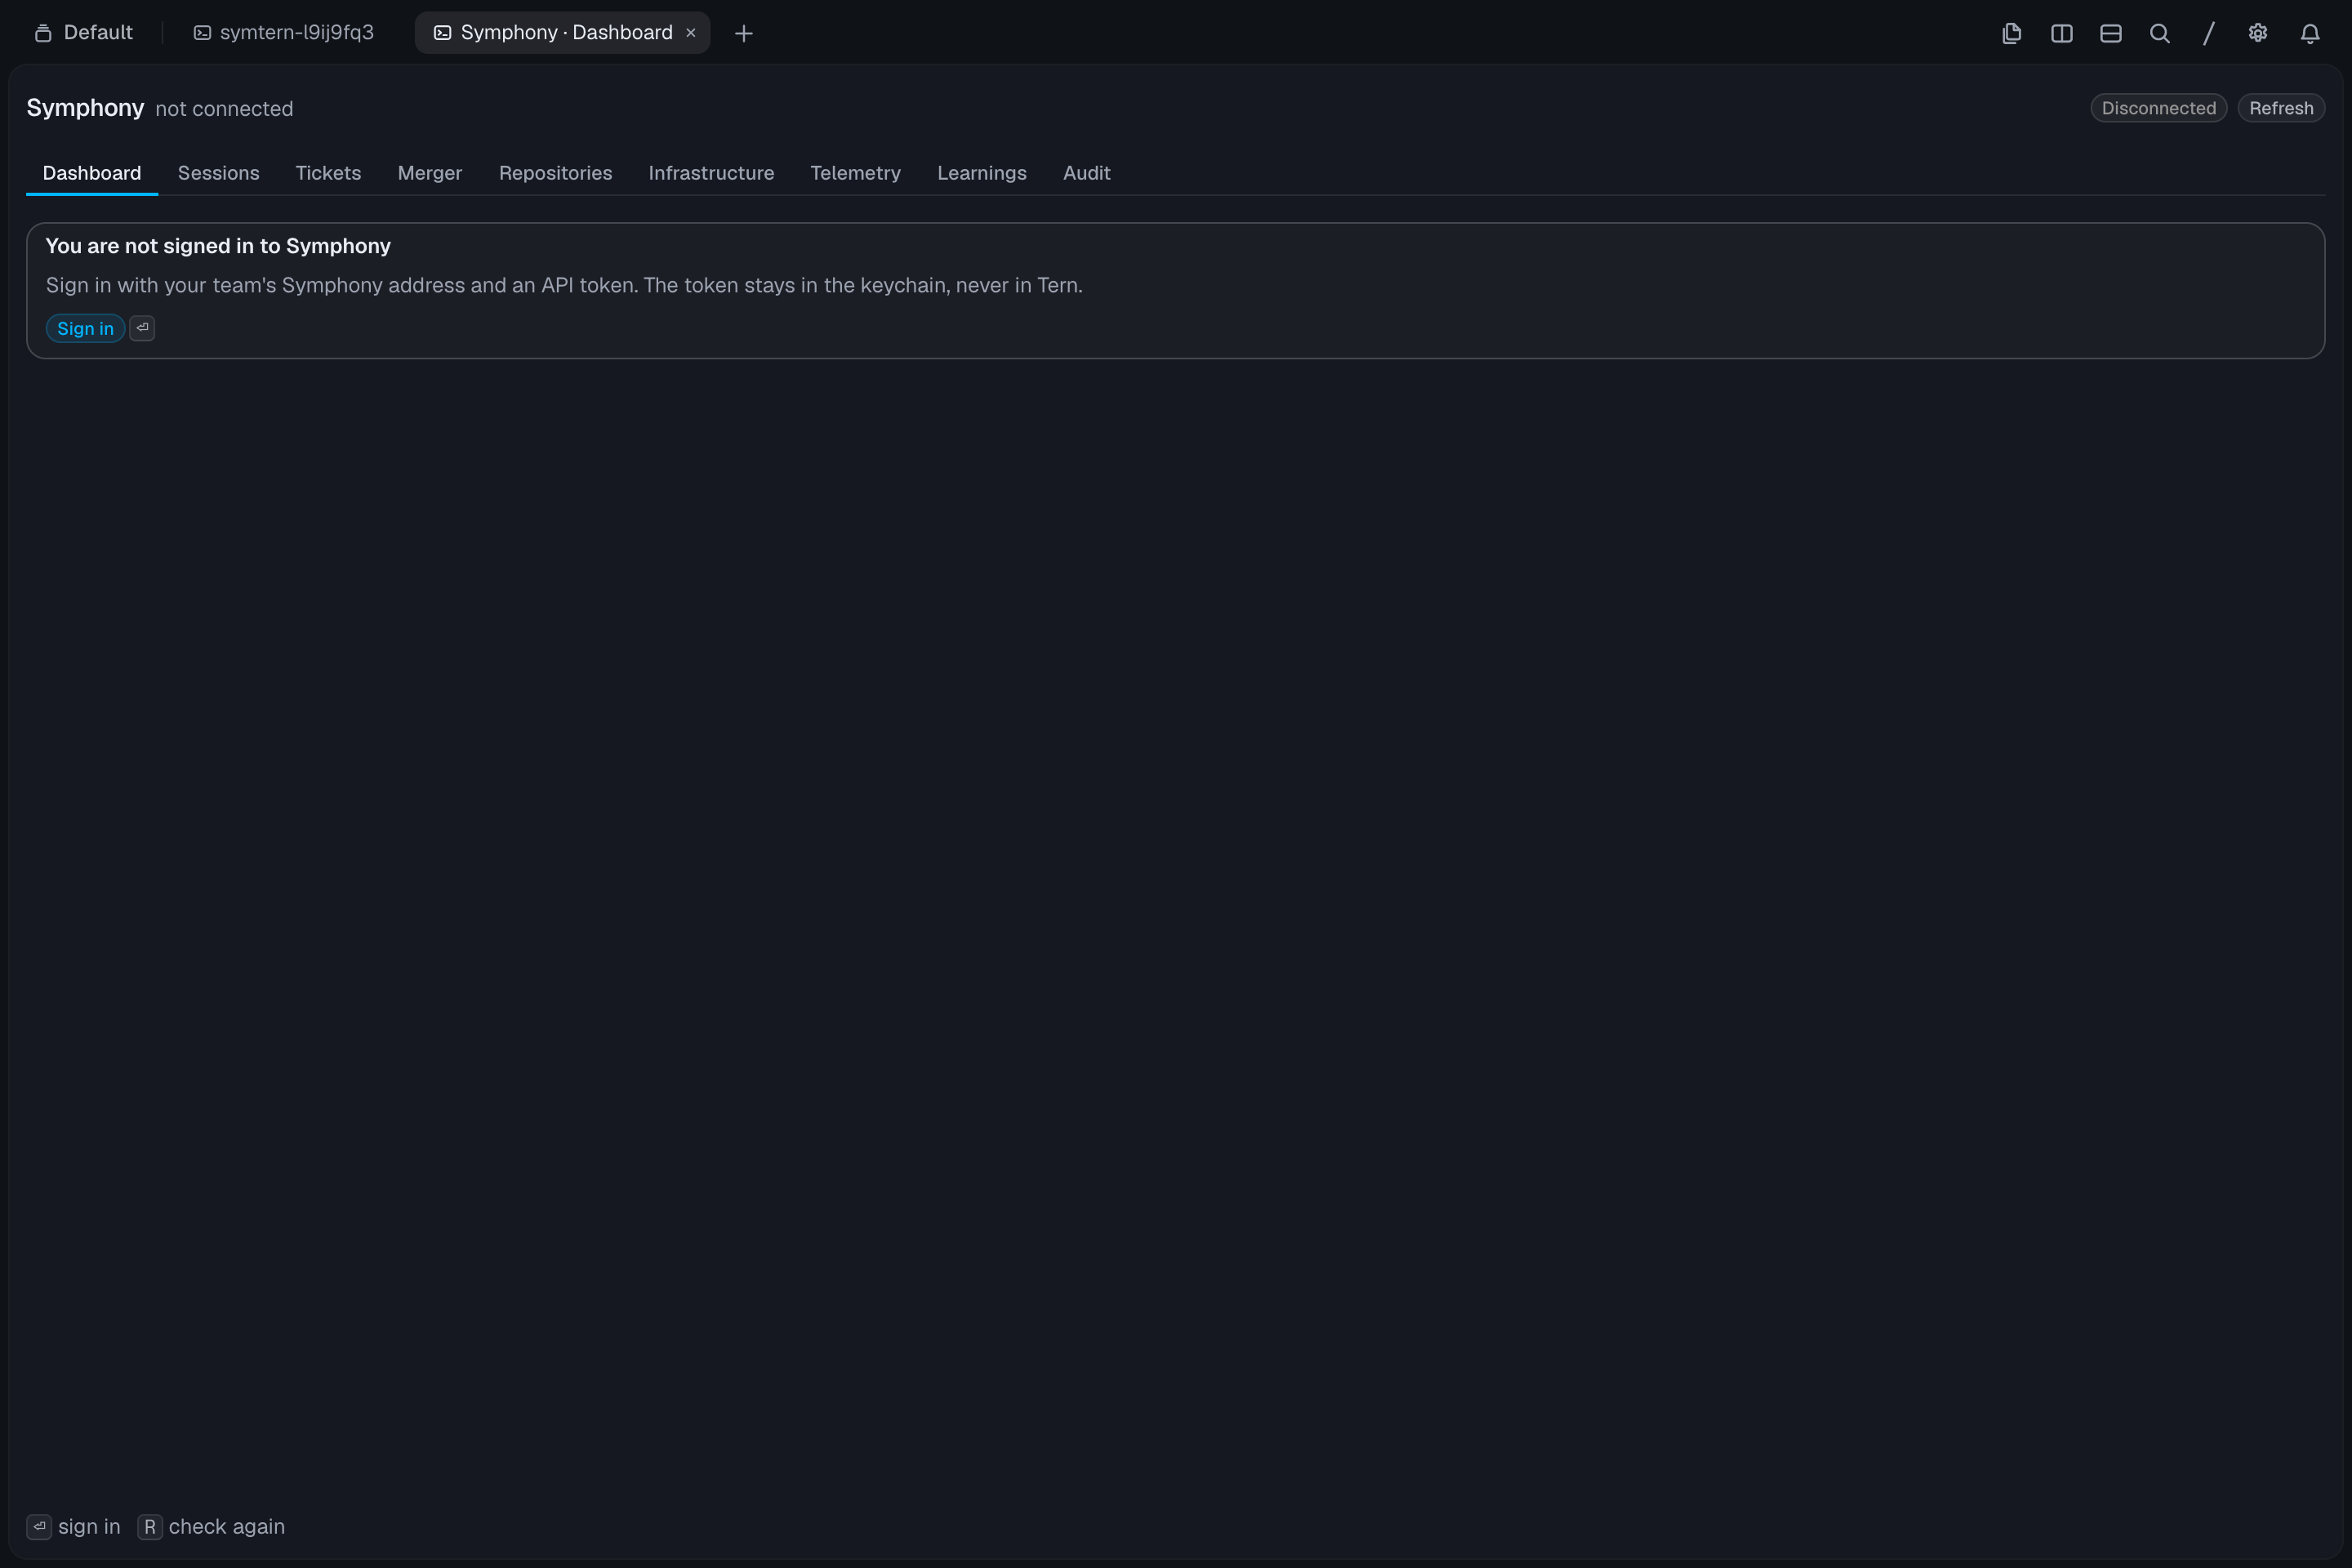 Default symtern-l9ij9fq3 Symphony · Dashboard × +
Symphony not connected Disconnected Refresh
Dashboard Sessions Tickets Merger Repositories Infrastructure Telemetry Learnings Audit
You are not signed in to Symphony
Sign in with your team's Symphony address and an API token. The token stays in the keychain, never in Tern.
Sign in ⏎
⏎ sign in R check again